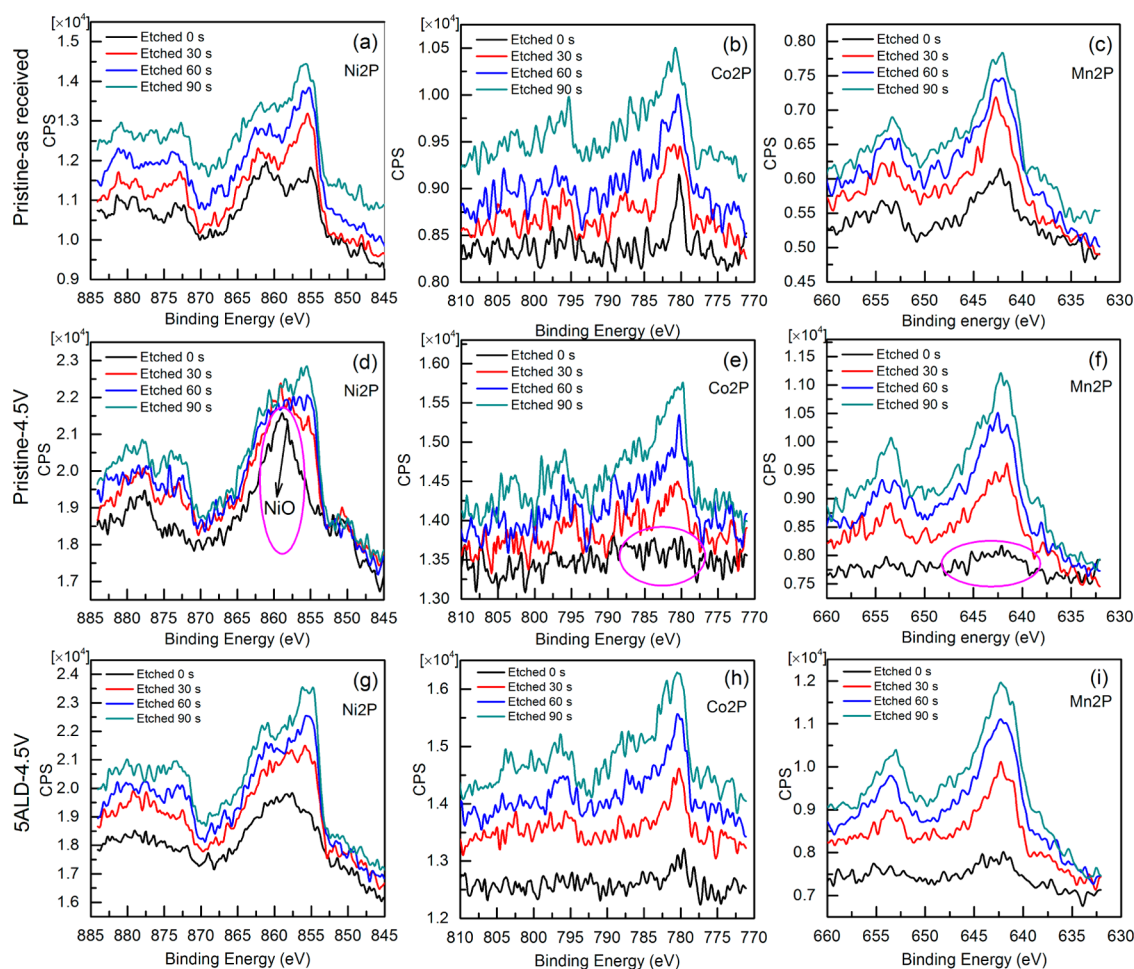 [×10⁴] [×10⁴] [×10⁴]
Pristine-as received
CPS
1.5
1.4
1.3
1.2
1.1
1.0
0.9
Etched 0 s
Etched 30 s
Etched 60 s
Etched 90 s
(a)
Ni2P
885 880 875 870 865 860 855 850 845
Binding Energy (eV)
CPS
1.05
1.00
0.95
0.90
0.85
0.80
Etched 0 s
Etched 30 s
Etched 60 s
Etched 90 s
(b)
Co2P
810 805 800 795 790 785 780 775 770
Binding Energy (eV)
CPS
0.80
0.75
0.70
0.65
0.60
0.55
0.50
0.45
Etched 0 s
Etched 30 s
Etched 60 s
Etched 90 s
(c)
Mn2P
660 655 650 645 640 635 630
Binding Energy (eV)
[×10⁴] [×10⁴] [×10⁴]
Pristine-4.5V
CPS
2.3
2.2
2.1
2.0
1.9
1.8
1.7
Etched 0 s
Etched 30 s
Etched 60 s
Etched 90 s
(d)
Ni2P
NiO
885 880 875 870 865 860 855 850 845
Binding Energy (eV)
CPS
1.60
1.55
1.50
1.45
1.40
1.35
1.30
Etched 0 s
Etched 30 s
Etched 60 s
Etched 90 s
(e)
Co2P
810 805 800 795 790 785 780 775 770
Binding Energy (eV)
CPS
1.15
1.10
1.05
1.00
0.95
0.90
0.85
0.80
0.75
Etched 0 s
Etched 30 s
Etched 60 s
Etched 90 s
(f)
Mn2P
660 655 650 645 640 635 630
Binding energy (eV)
[×10⁴] [×10⁴] [×10⁴]
5ALD-4.5V
CPS
2.4
2.3
2.2
2.1
2.0
1.9
1.8
1.7
1.6
Etched 0 s
Etched 30 s
Etched 60 s
Etched 90 s
(g)
Ni2P
885 880 875 870 865 860 855 850 845
Binding Energy (eV)
CPS
1.6
1.5
1.4
1.3
1.2
Etched 0 s
Etched 30 s
Etched 60 s
Etched 90 s
(h)
Co2P
810 805 800 795 790 785 780 775 770
Binding Energy (eV)
CPS
1.2
1.1
1.0
0.9
0.8
0.7
Etched 0 s
Etched 30 s
Etched 60 s
Etched 90 s
(i)
Mn2P
660 655 650 645 640 635 630
Binding Energy (eV)